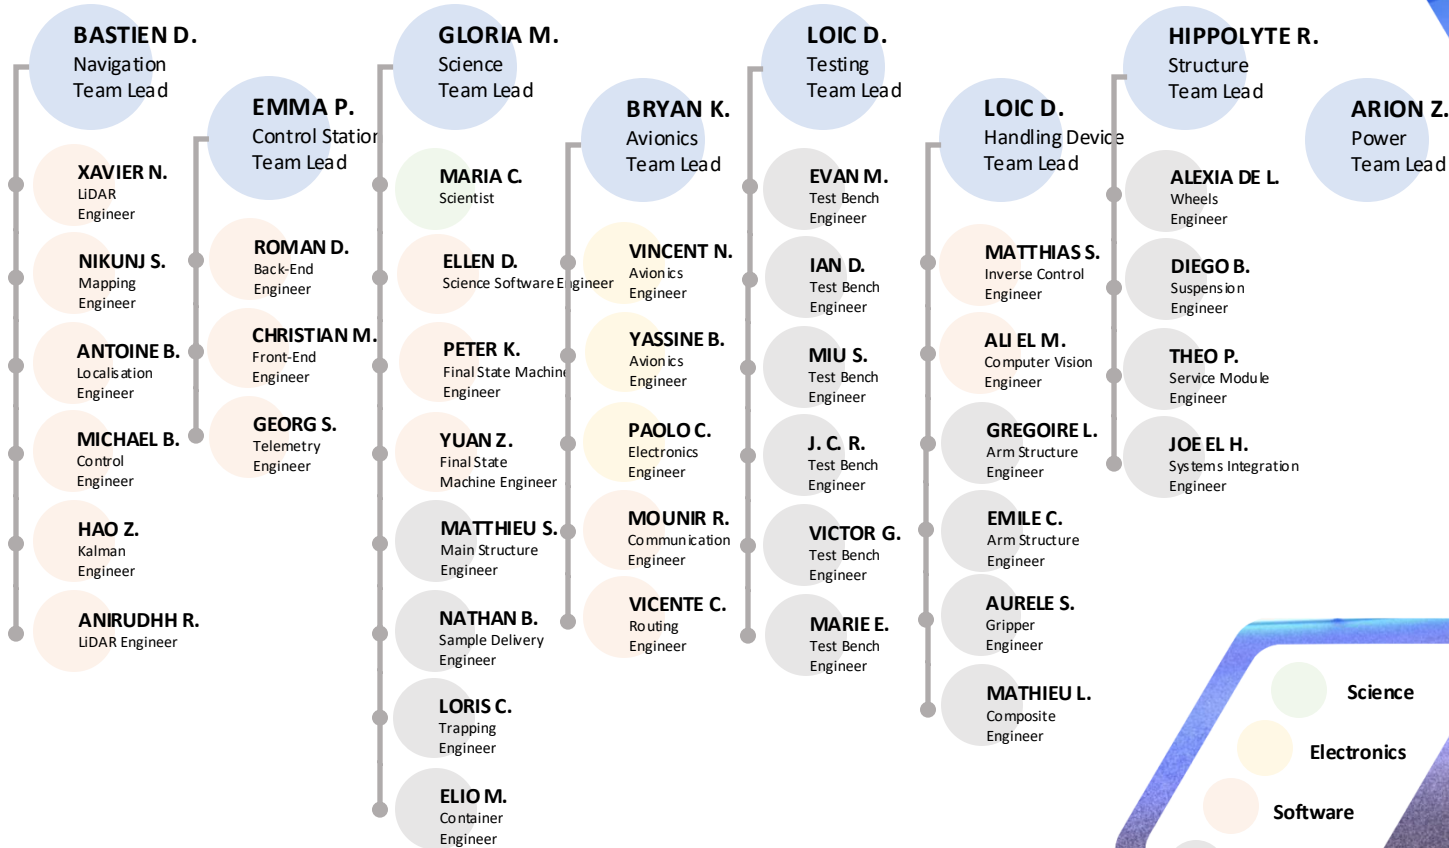 BASTIEN D.
Navigation
Team Lead
XAVIER N.
LiDAR
Engineer
NIKUNJ S.
Mapping
Engineer
ANTOINE B.
Localisation
Engineer
MICHAEL B.
Control
Engineer
HAO Z.
Kalman
Engineer
ANIRUDHH R.
LiDAR Engineer
EMMA P.
Control Station
Team Lead
ROMAN D.
Back-End
Engineer
CHRISTIAN M.
Front-End
Engineer
GEORG S.
Telemetry
Engineer
GLORIA M.
Science
Team Lead
MARIA C.
Scientist
ELLEN D.
Science Software Engineer
PETER K.
Final State Machine
Engineer
YUAN Z.
Final State
Machine Engineer
MATTHIEU S.
Main Structure
Engineer
NATHAN B.
Sample Delivery
Engineer
LORIS C.
Trapping
Engineer
ELIO M.
Container
Engineer
BRYAN K.
Avionics
Team Lead
VINCENT N.
Avionics
Engineer
YASSINE B.
Avionics
Engineer
PAOLO C.
Electronics
Engineer
MOUNIR R.
Communication
Engineer
VICENTE C.
Routing
Engineer
LOIC D.
Testing
Team Lead
EVAN M.
Test Bench
Engineer
IAN D.
Test Bench
Engineer
MIU S.
Test Bench
Engineer
J. C. R.
Test Bench
Engineer
VICTOR G.
Test Bench
Engineer
MARIE E.
Test Bench
Engineer
LOIC D.
Handling Device
Team Lead
MATTHIAS S.
Inverse Control
Engineer
ALI EL M.
Computer Vision
Engineer
GREGOIRE L.
Arm Structure
Engineer
EMILE C.
Arm Structure
Engineer
AURELE S.
Gripper
Engineer
MATHIEU L.
Composite
Engineer
HIPPOLYTE R.
Structure
Team Lead
ALEXIA DE L.
Wheels
Engineer
DIEGO B.
Suspension
Engineer
THEO P.
Service Module
Engineer
JOE EL H.
Systems Integration
Engineer
ARION Z.
Power
Team Lead
Science
Electronics
Software